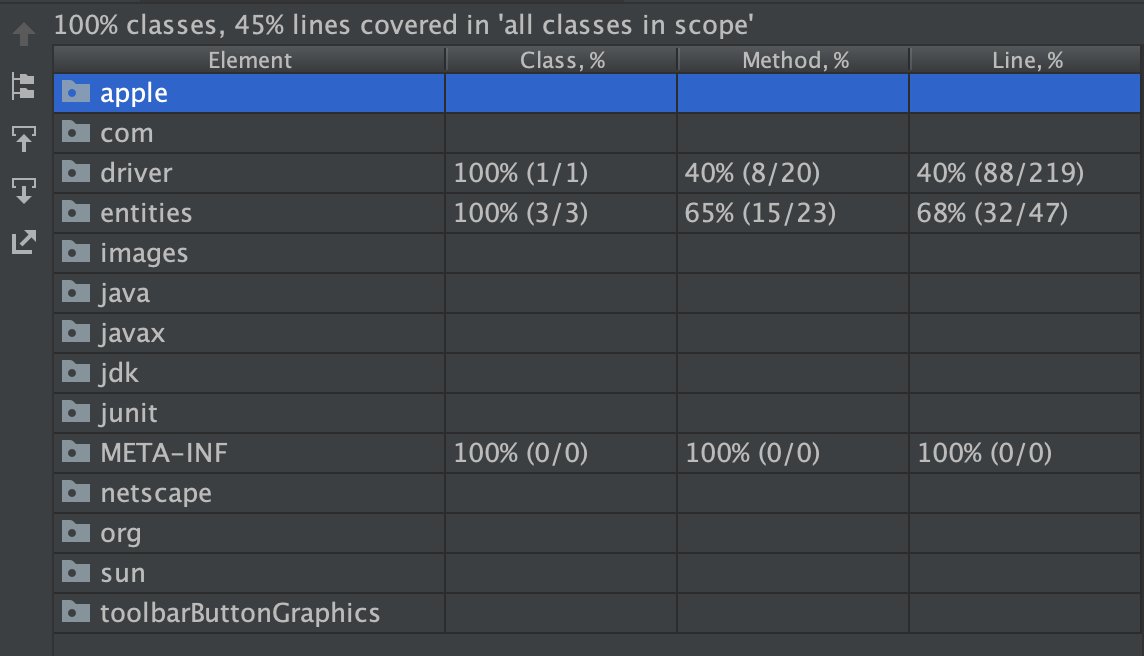 100% classes, 45% lines covered in 'all classes in scope'
Element Class, % Method, % Line, %
apple
com
driver 100% (1/1) 40% (8/20) 40% (88/219)
entities 100% (3/3) 65% (15/23) 68% (32/47)
images
java
javax
jdk
junit
META-INF 100% (0/0) 100% (0/0) 100% (0/0)
netscape
org
sun
toolbarButtonGraphics